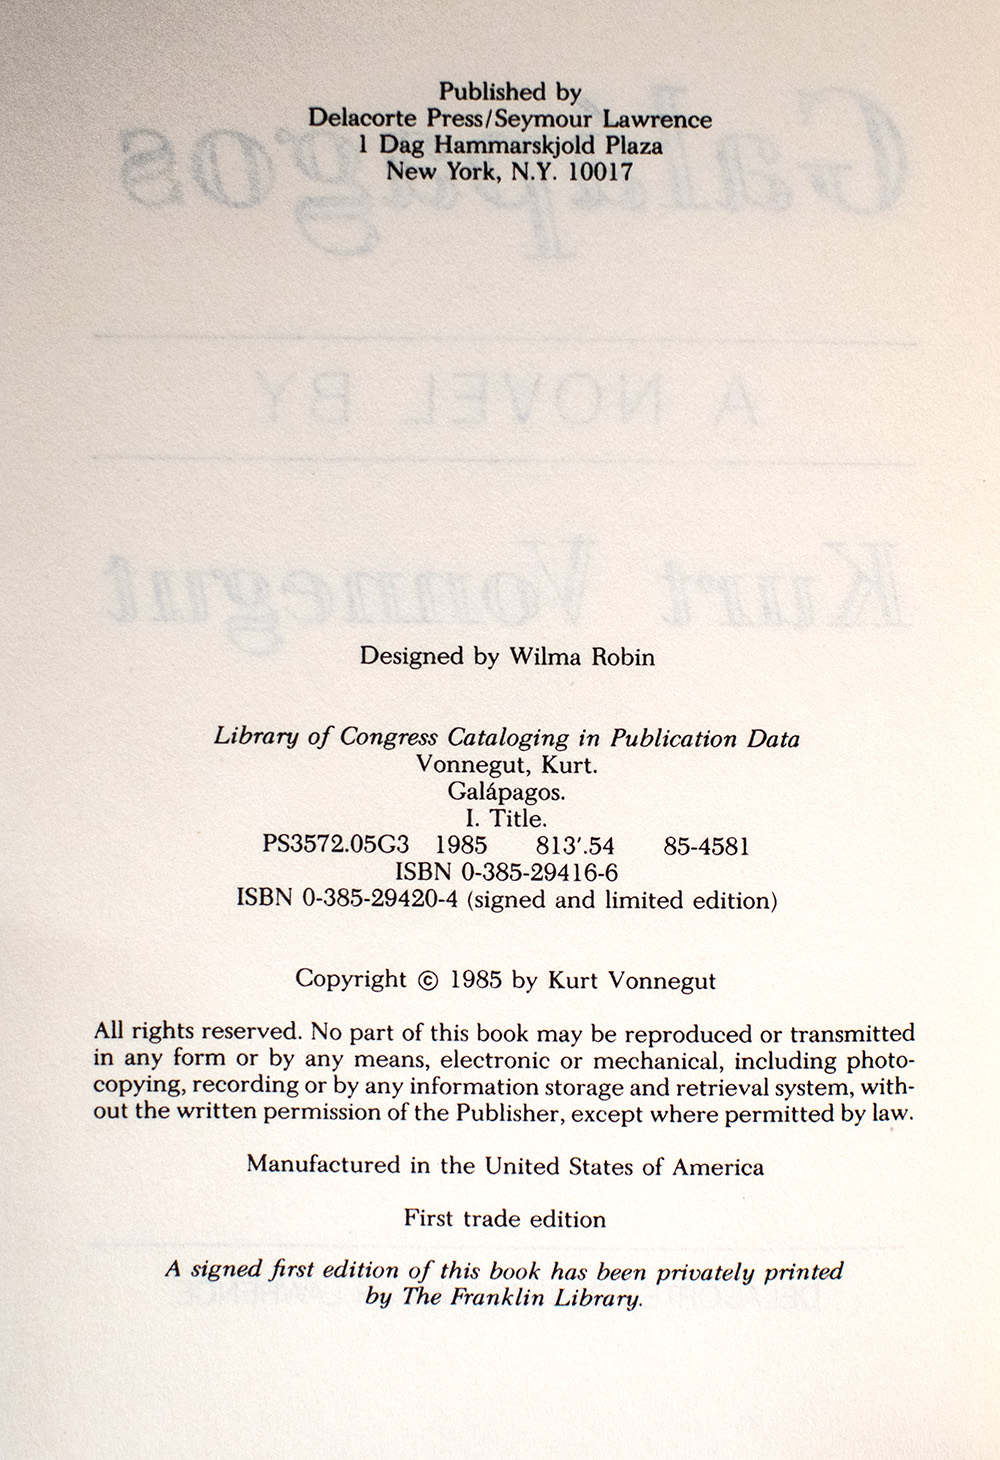 Published by
Delacorte Press/Seymour Lawrence
1 Dag Hammarskjold Plaza
New York, N.Y. 10017
Galápagos
A NOVEL BY
Kurt Vonnegut
Designed by Wilma Robin
Library of Congress Cataloging in Publication Data
Vonnegut, Kurt.
Galápagos.
I. Title.
PS3572.05G3 1985 813′.54 85-4581
ISBN 0-385-29416-6
ISBN 0-385-29420-4 (signed and limited edition)
Copyright © 1985 by Kurt Vonnegut
All rights reserved. No part of this book may be reproduced or transmitted
in any form or by any means, electronic or mechanical, including photo-
copying, recording or by any information storage and retrieval system, with-
out the written permission of the Publisher, except where permitted by law.
Manufactured in the United States of America
First trade edition
A signed first edition of this book has been privately printed
by The Franklin Library.